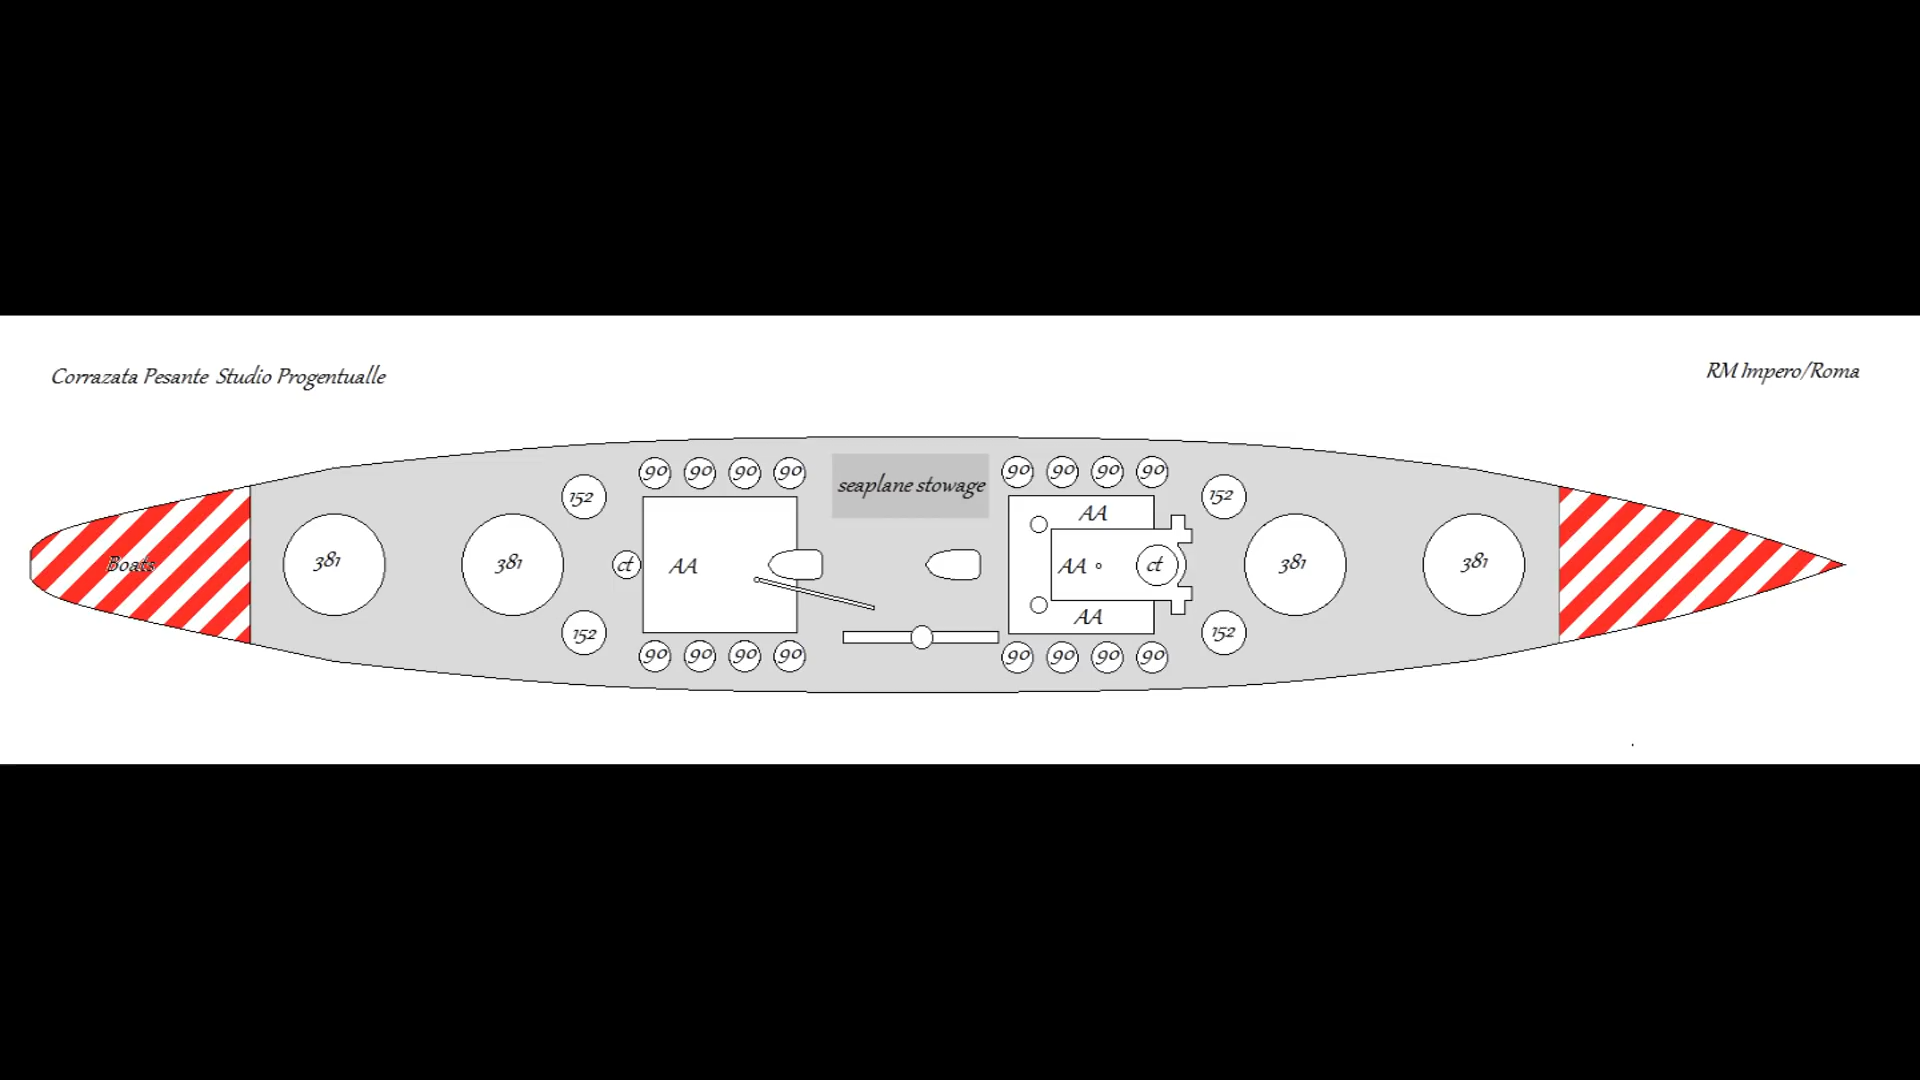 Corrazata Pesante Studio Progentualle
RM Impero/Roma
90 90 90 90
seaplane stowage
90 90 90 90
152
152
AA
Boats
381
381
ct
AA
AA
ct
381
381
AA
152
152
90 90 90 90
90 90 90 90